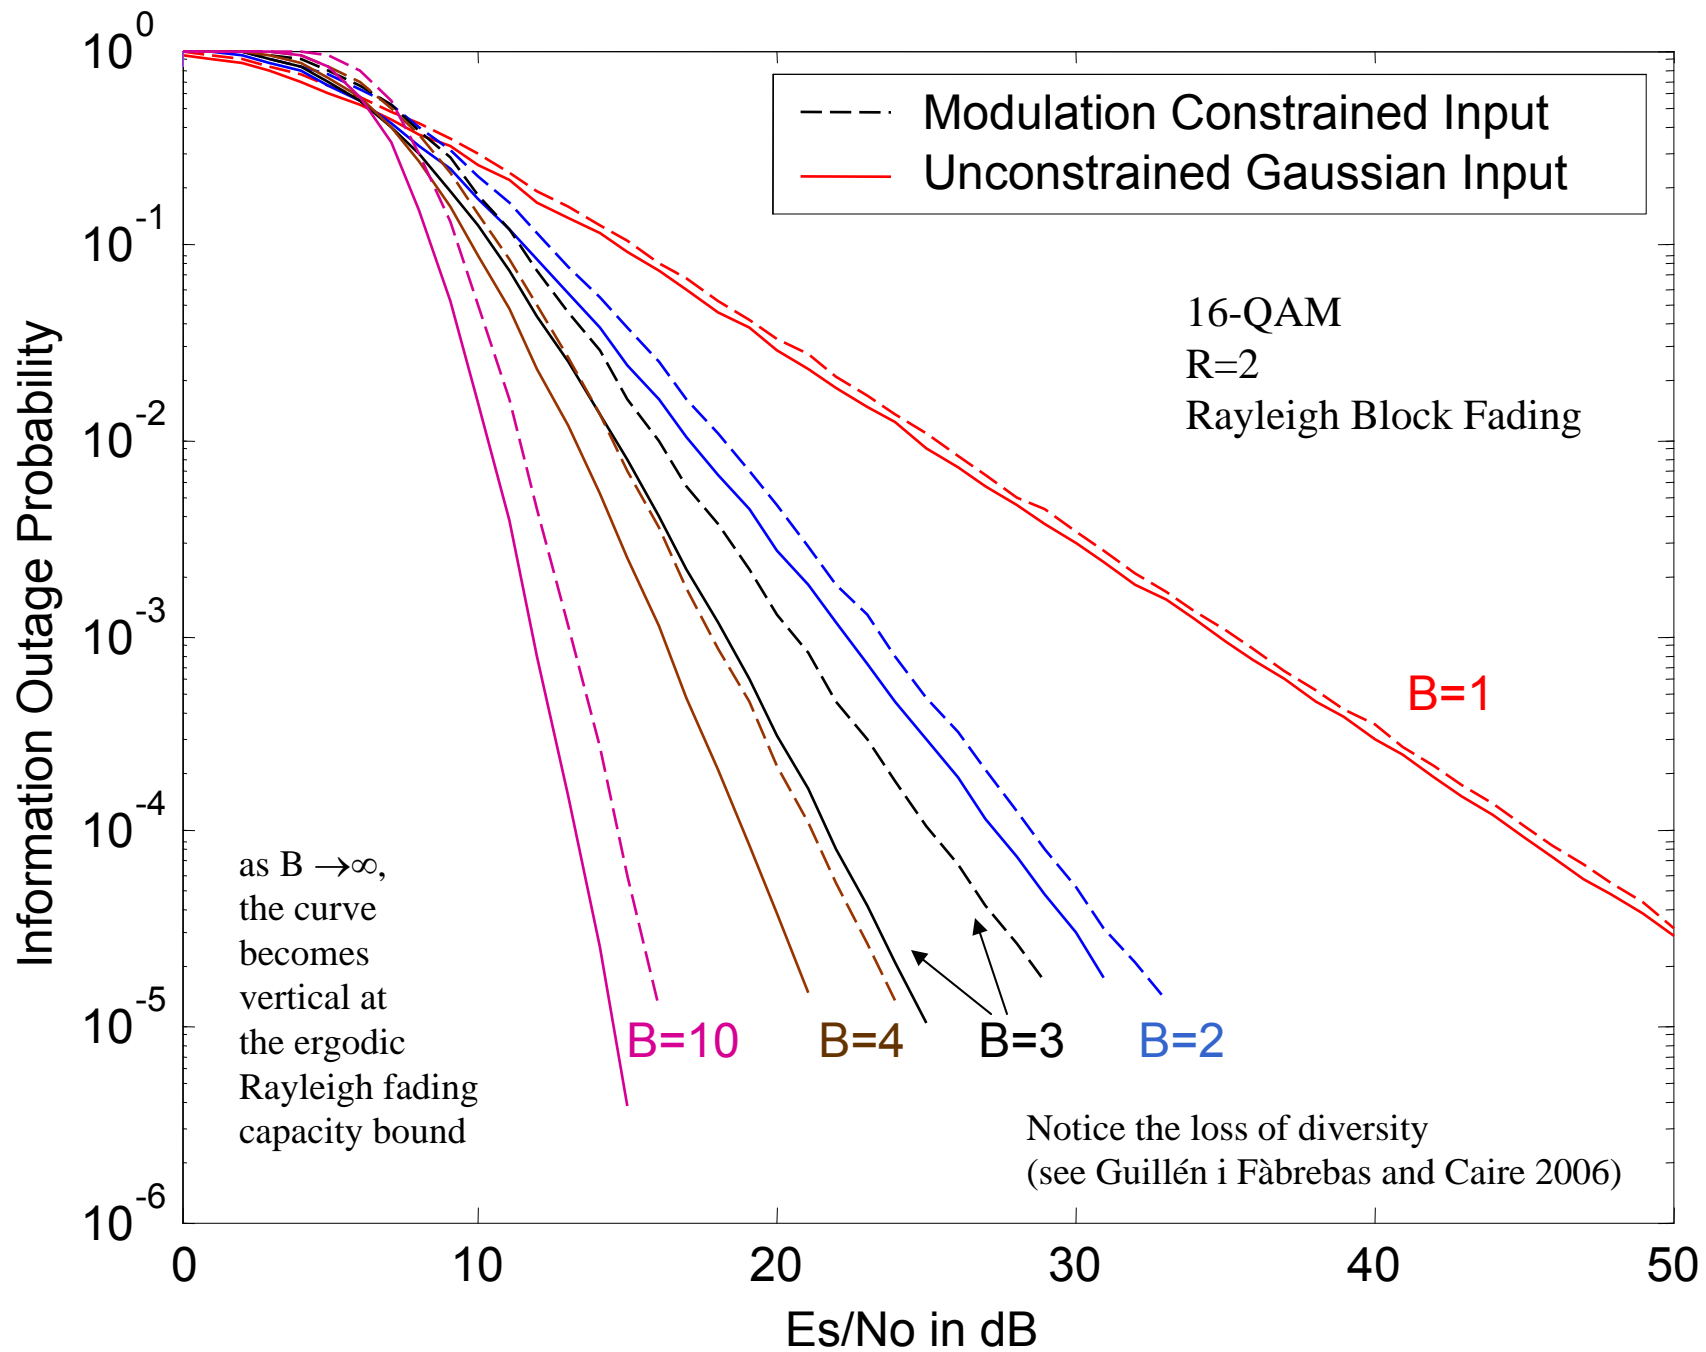 Modulation Constrained Input
Unconstrained Gaussian Input
16-QAM
R=2
Rayleigh Block Fading
B=1
as B →∞,
the curve
becomes
vertical at
the ergodic
Rayleigh fading
capacity bound
B=10
B=4
B=3
B=2
Notice the loss of diversity
(see Guillén i Fàbrebas and Caire 2006)
Information Outage Probability
10^0
10^-1
10^-2
10^-3
10^-4
10^-5
10^-6
0 10 20 30 40 50
Es/No in dB